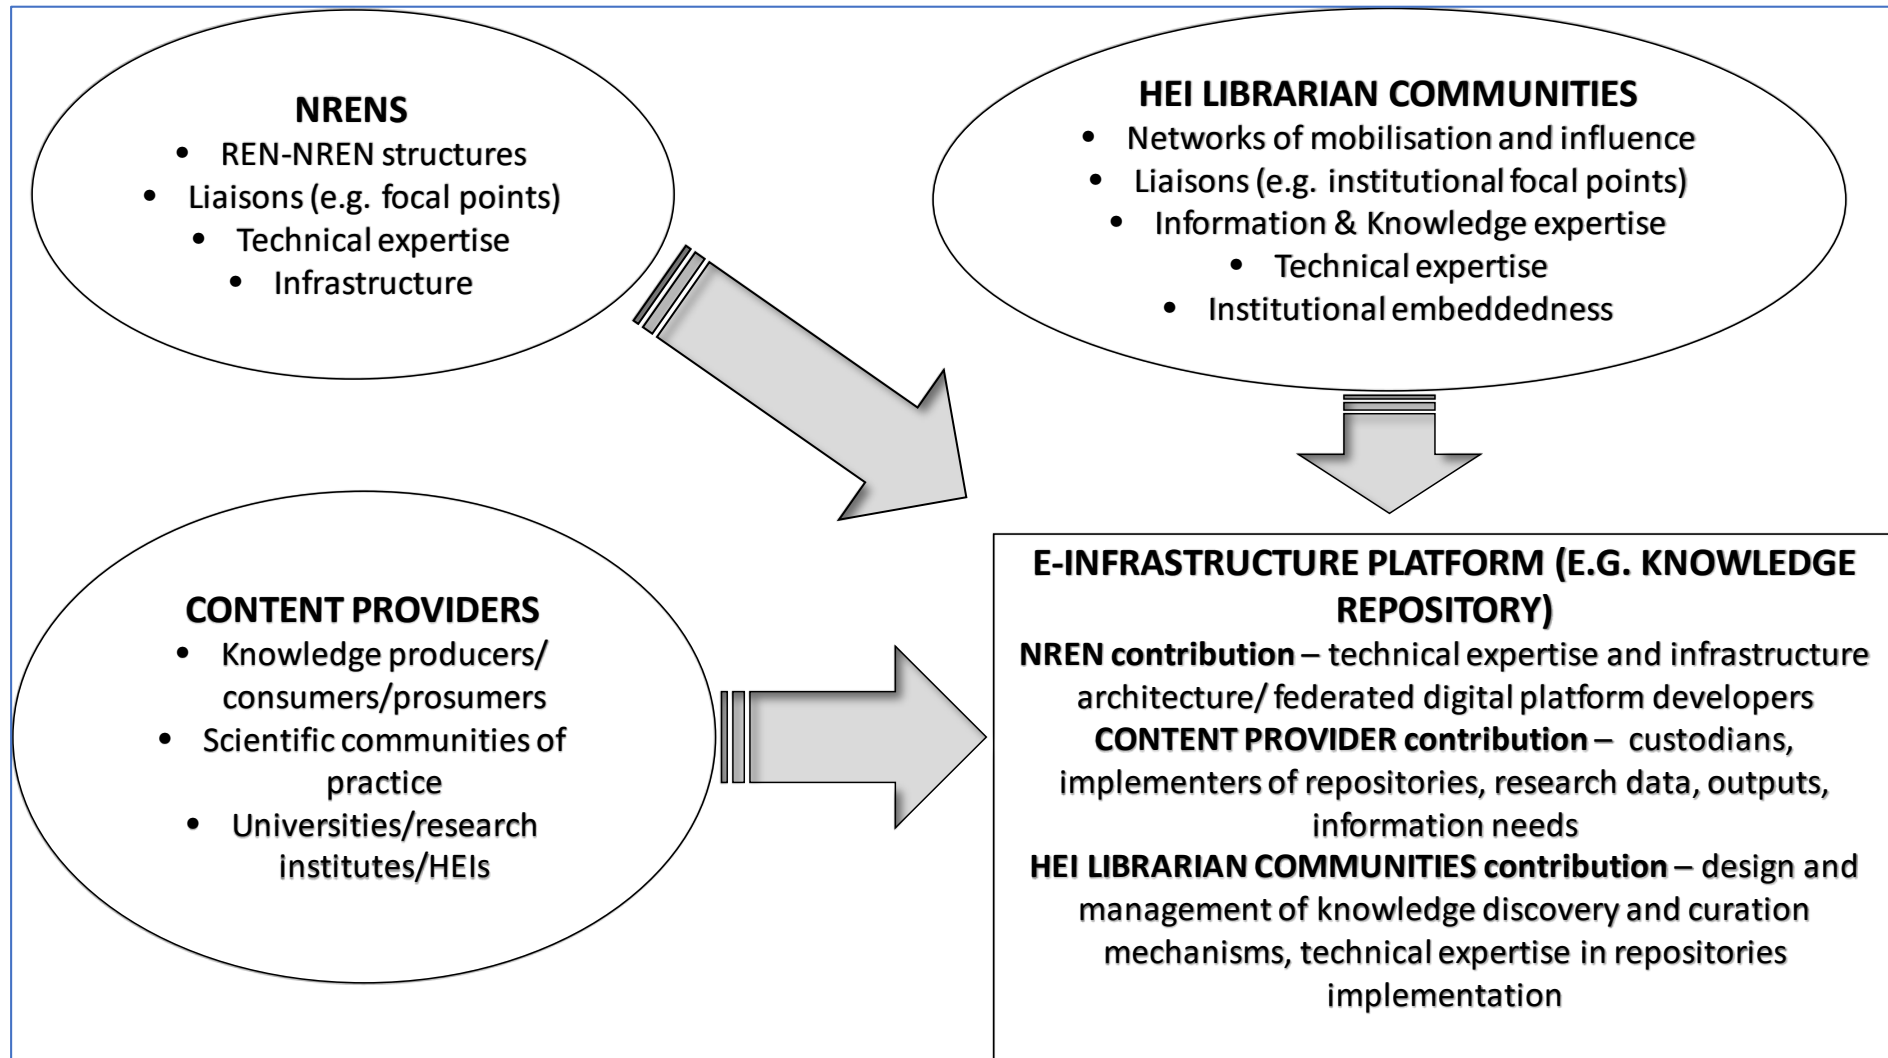 NRENS
• REN-NREN structures
• Liaisons (e.g. focal points)
• Technical expertise
• Infrastructure
HEI LIBRARIAN COMMUNITIES
• Networks of mobilisation and influence
• Liaisons (e.g. institutional focal points)
• Information & Knowledge expertise
• Technical expertise
• Institutional embeddedness
CONTENT PROVIDERS
• Knowledge producers/
consumers/prosumers
• Scientific communities of
practice
• Universities/research
institutes/HEIs
E-INFRASTRUCTURE PLATFORM (E.G. KNOWLEDGE
REPOSITORY)
NREN contribution – technical expertise and infrastructure
architecture/ federated digital platform developers
CONTENT PROVIDER contribution – custodians,
implementers of repositories, research data, outputs,
information needs
HEI LIBRARIAN COMMUNITIES contribution – design and
management of knowledge discovery and curation
mechanisms, technical expertise in repositories
implementation